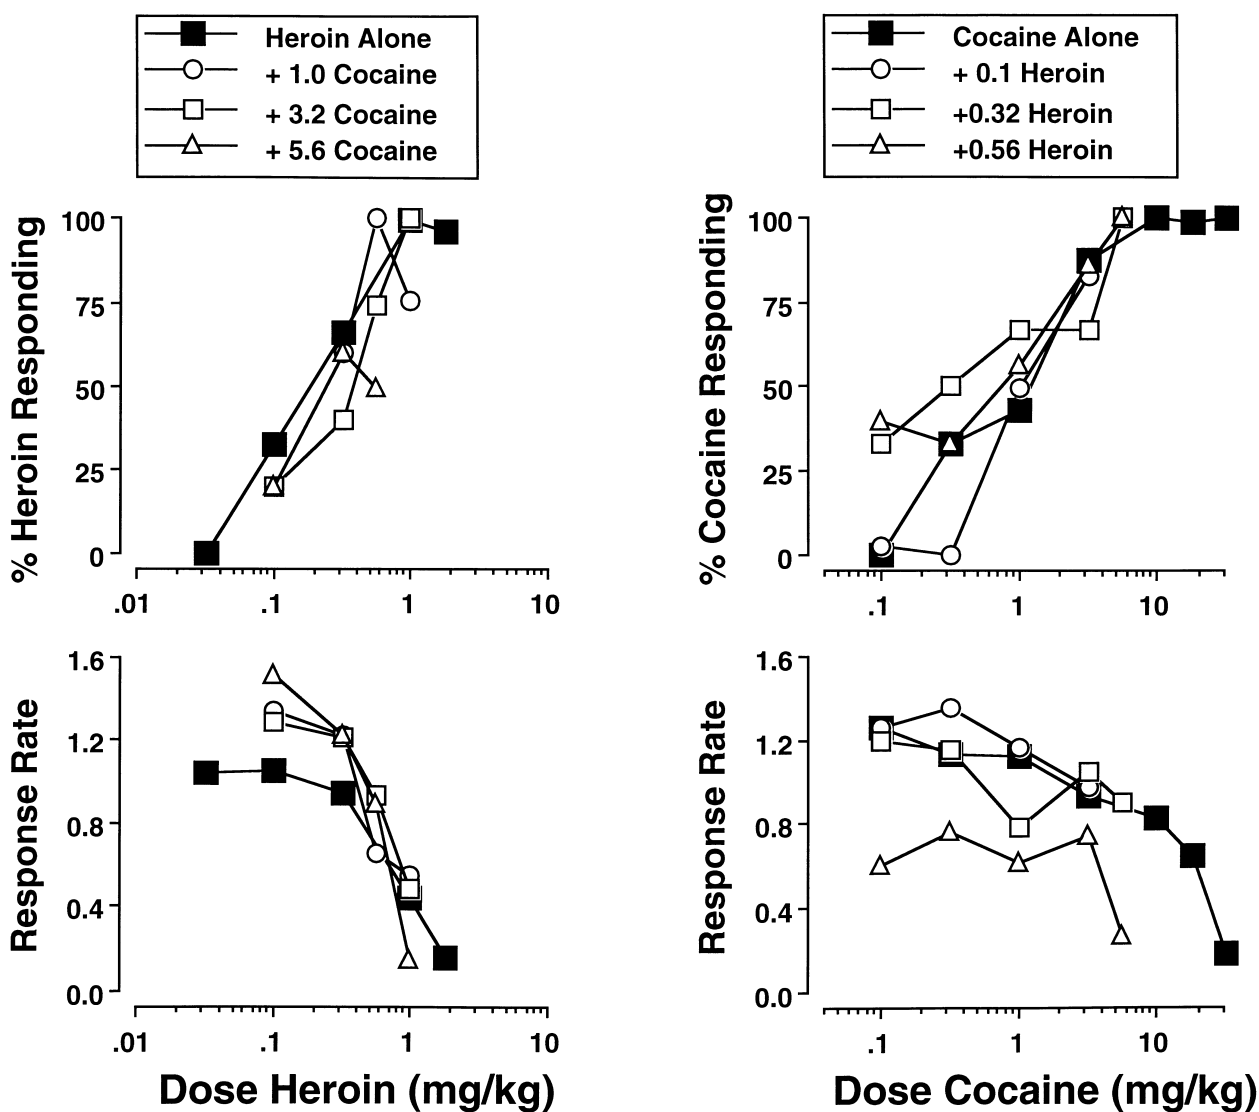 Heroin Alone
+ 1.0 Cocaine
+ 3.2 Cocaine
+ 5.6 Cocaine
Cocaine Alone
+ 0.1 Heroin
+0.32 Heroin
+0.56 Heroin
% Heroin Responding
100
75
50
25
0
.01 .1 1 10
% Cocaine Responding
100
75
50
25
0
.1 1 10
Response Rate
1.6
1.2
0.8
0.4
0.0
.01 .1 1 10
Dose Heroin (mg/kg)
Response Rate
1.6
1.2
0.8
0.4
0.0
.1 1 10
Dose Cocaine (mg/kg)